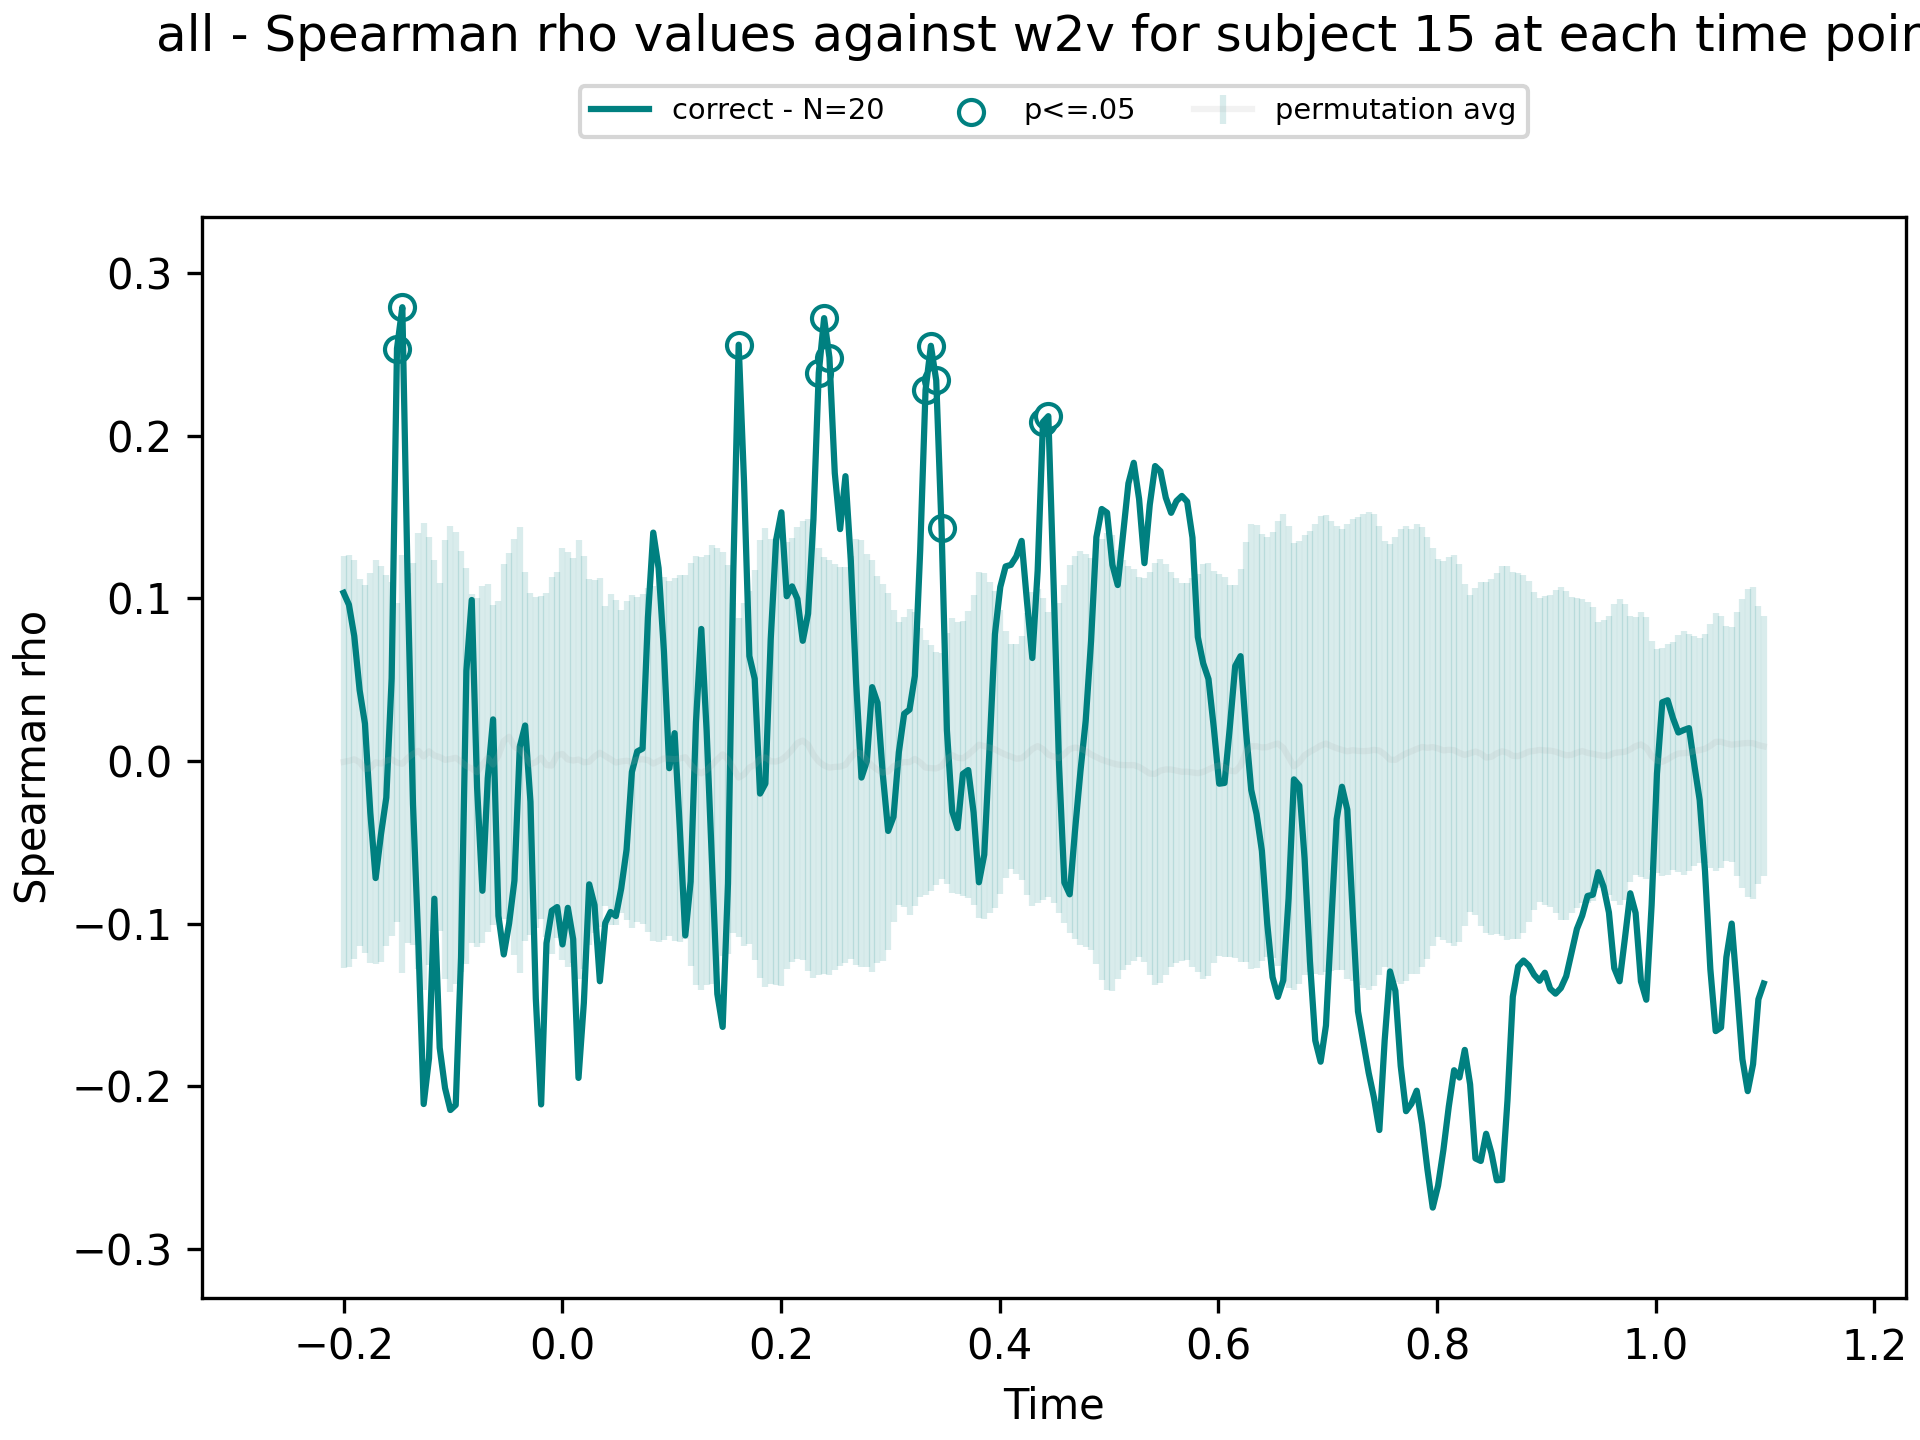 all - Spearman rho values against w2v for subject 15 at each time
correct - N=20 p<=.05 permutation avg
0.3
0.2
0.1
0.0
−0.1
−0.2
−0.3
Spearman rho
−0.2 0.0 0.2 0.4 0.6 0.8 1.0 1.2
Time